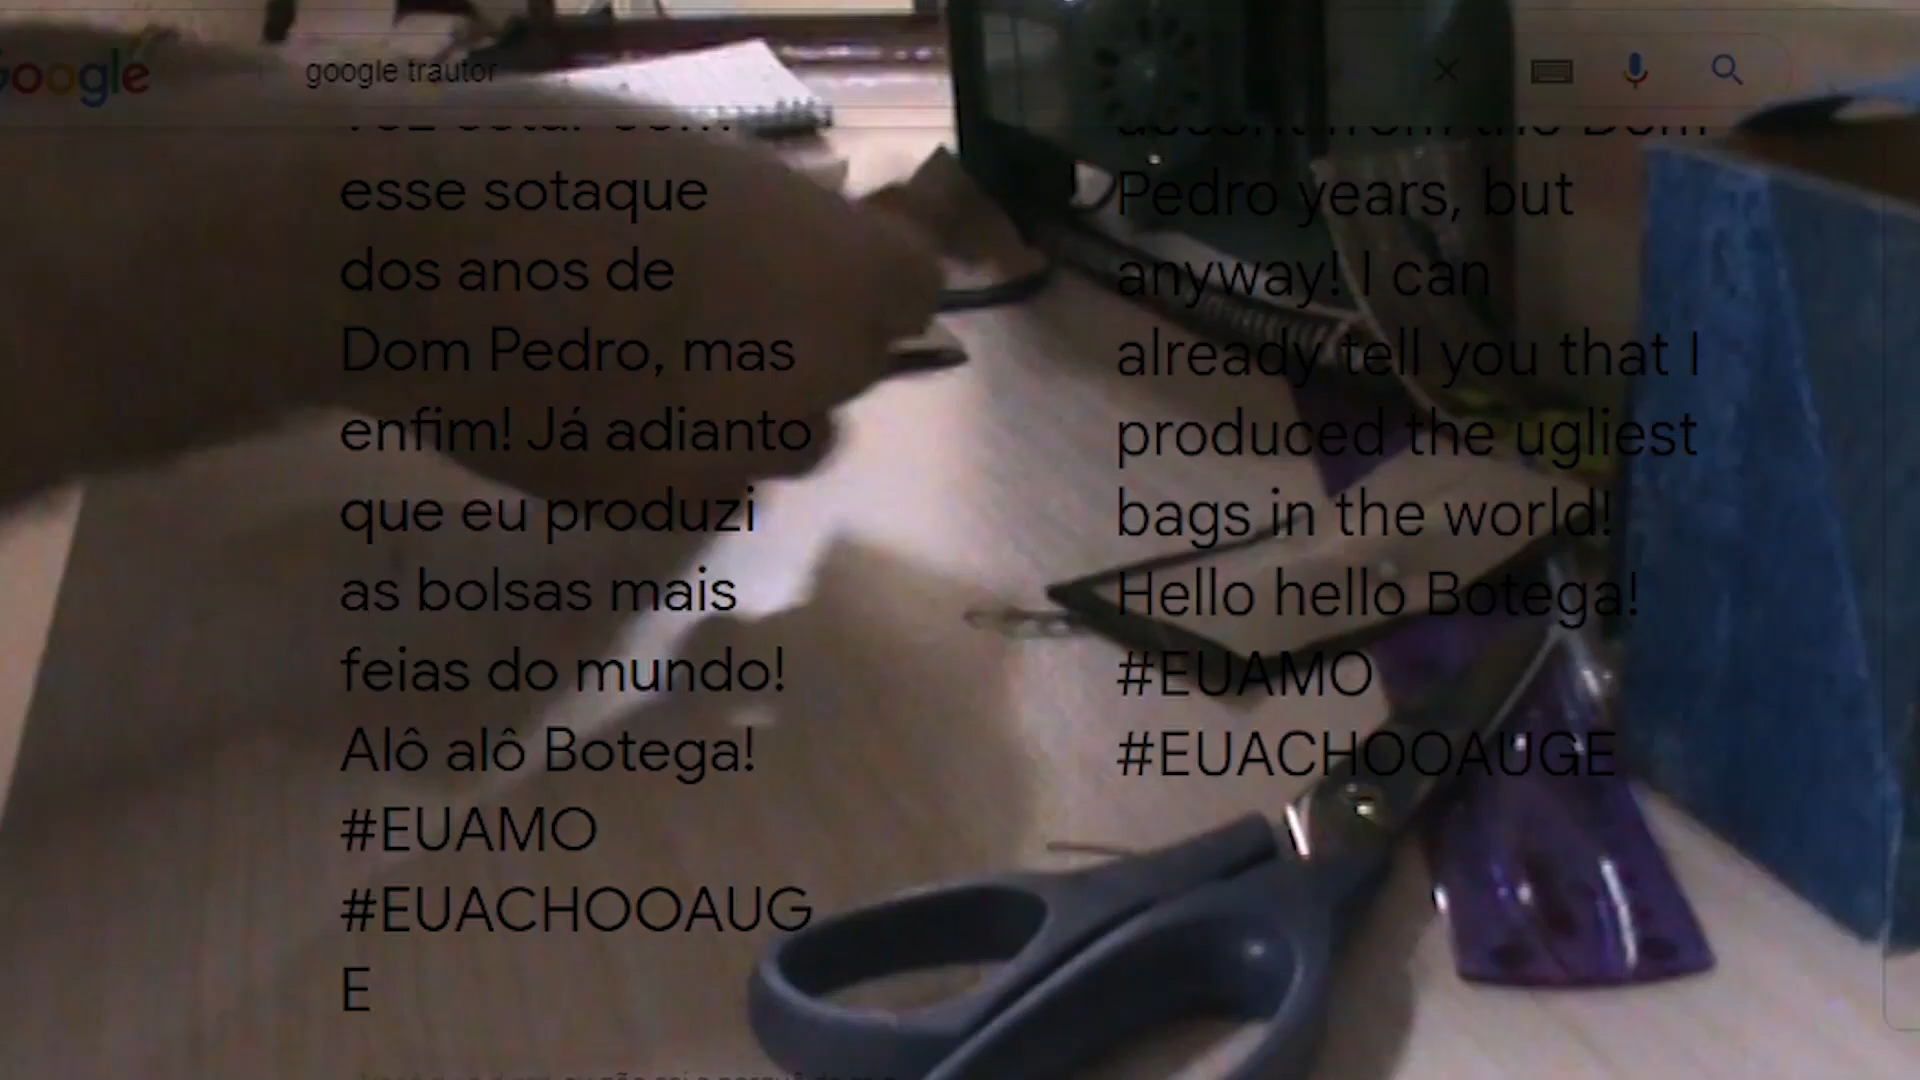 Google
google trautor
esse sotaque
dos anos de
Dom Pedro, mas
enfim! Já adianto
que eu produzi
as bolsas mais
feias do mundo!
Alô alô Botega!
#EUAMO
#EUACHOOAUG
E
Pedro years, but
anyway! I can
already tell you that I
produced the ugliest
bags in the world!
Hello hello Botega!
#EUAMO
#EUACHOOAUGE